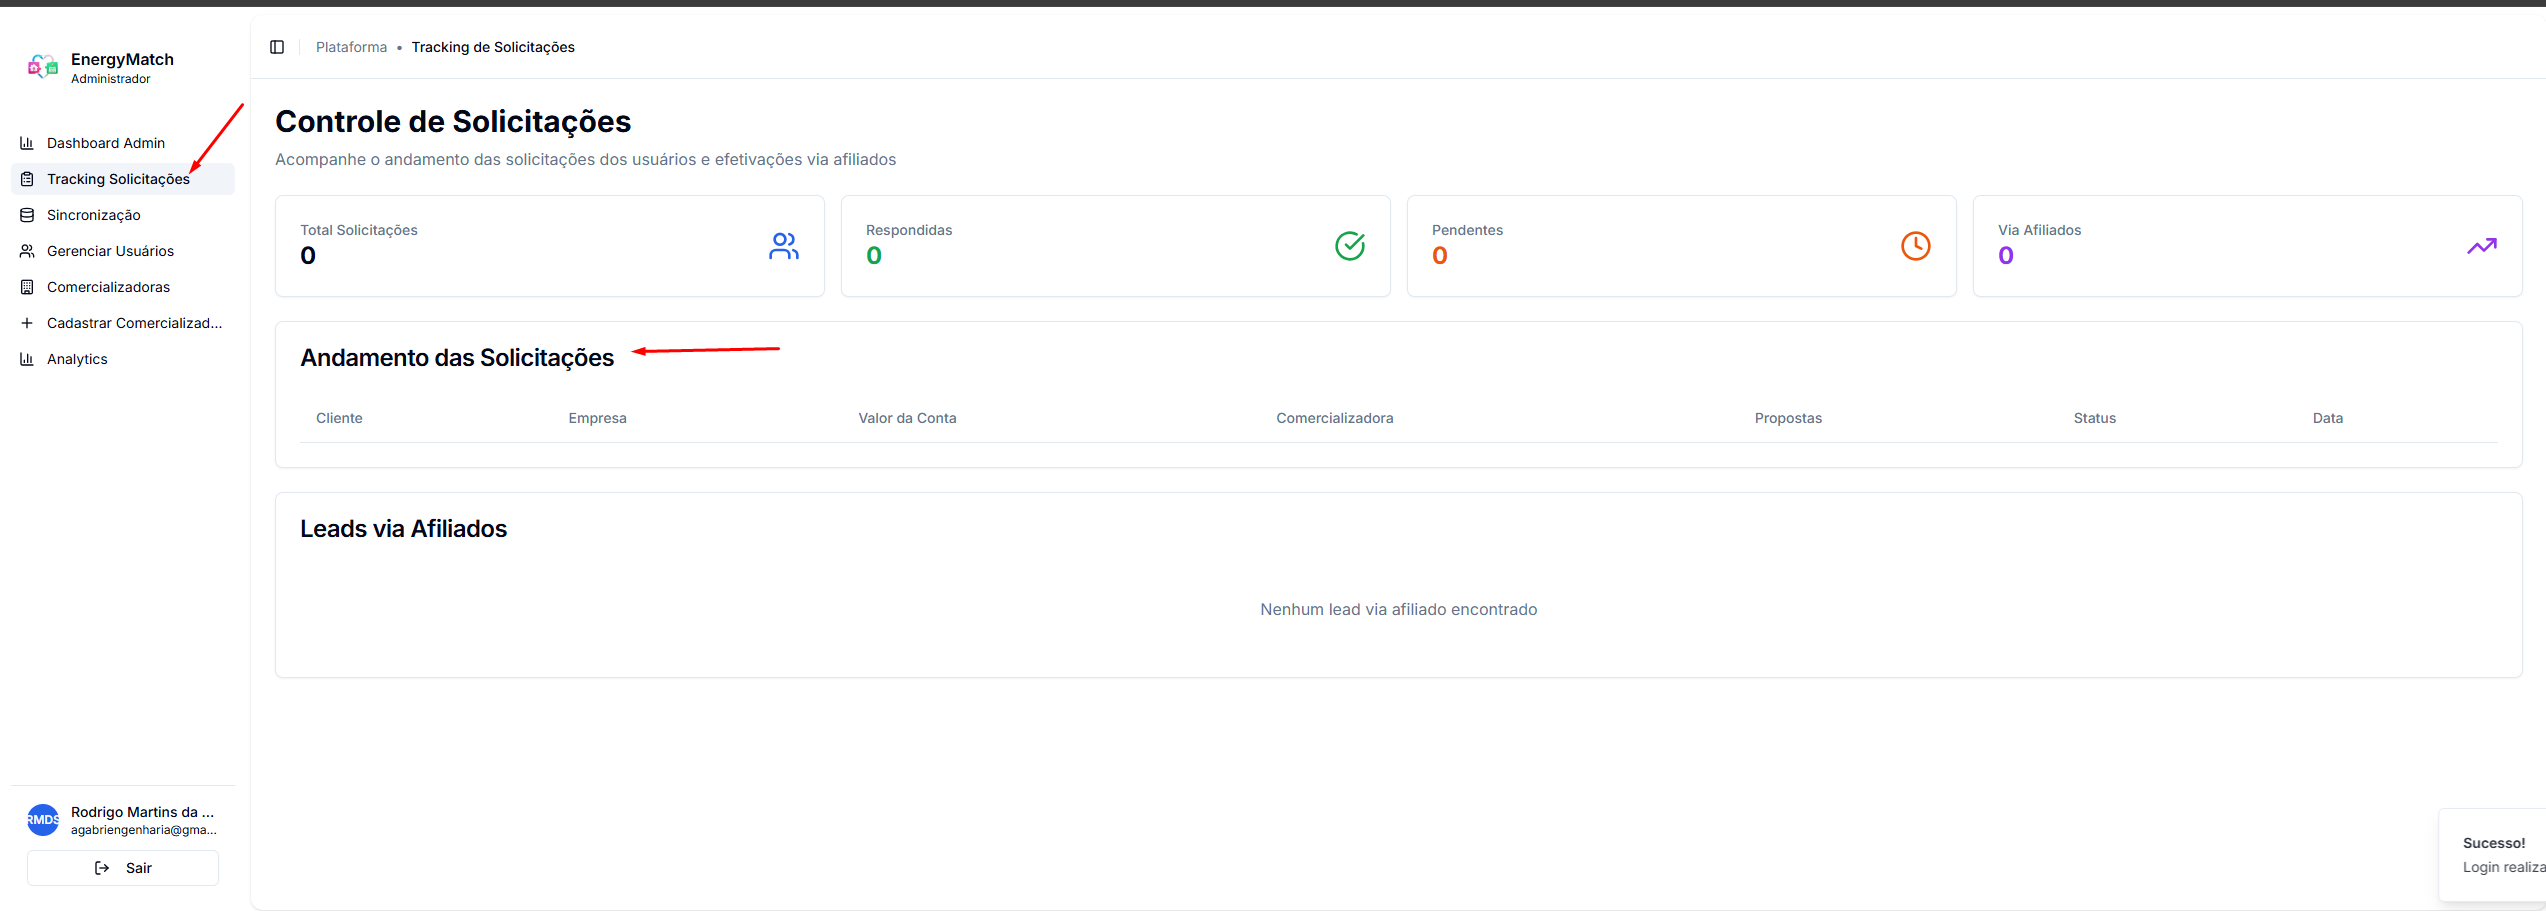 EnergyMatch
Administrador
Dashboard Admin
Tracking Solicitações
Sincronização
Gerenciar Usuários
Comercializadoras
Cadastrar Comercializad...
Analytics
Rodrigo Martins da ...
RMDS
agabriengenharia@gma...
Sair
Plataforma • Tracking de Solicitações
Controle de Solicitações
Acompanhe o andamento das solicitações dos usuários e efetivações via afiliados
Total Solicitações
0
Respondidas
0
Pendentes
0
Via Afiliados
0
Andamento das Solicitações
Cliente Empresa Valor da Conta Comercializadora Propostas Status Data
Leads via Afiliados
Nenhum lead via afiliado encontrado
Sucesso!
Login realiza